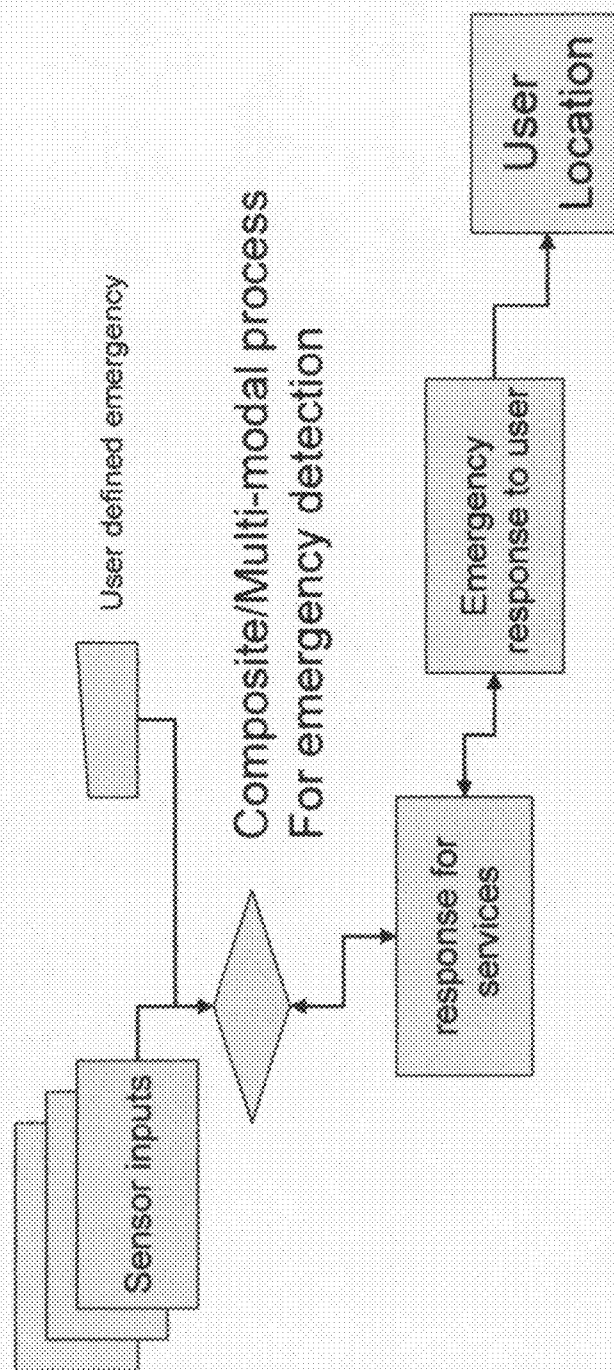 User defined emergency
Sensor inputs
Composite/Multi-modal process
For emergency detection
response for
services
Emergency
response to user
User
Location